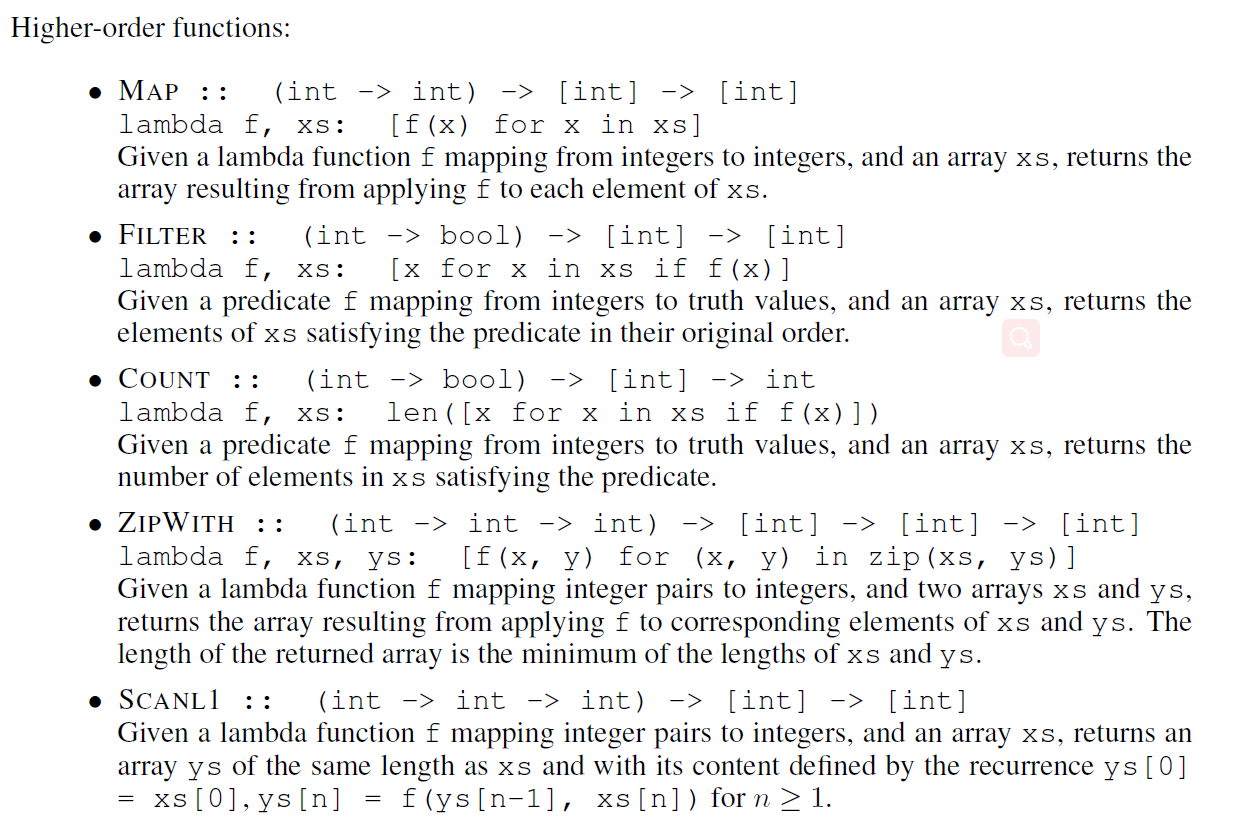 Higher-order functions:
• MAP :: (int -> int) -> [int] -> [int]
lambda f, xs: [f(x) for x in xs]
Given a lambda function f mapping from integers to integers, and an array xs, returns the
array resulting from applying f to each element of xs.
• FILTER :: (int -> bool) -> [int] -> [int]
lambda f, xs: [x for x in xs if f(x)]
Given a predicate f mapping from integers to truth values, and an array xs, returns the
elements of xs satisfying the predicate in their original order.
• COUNT :: (int -> bool) -> [int] -> int
lambda f, xs: len([x for x in xs if f(x)])
Given a predicate f mapping from integers to truth values, and an array xs, returns the
number of elements in xs satisfying the predicate.
• ZIPWITH :: (int -> int -> int) -> [int] -> [int] -> [int]
lambda f, xs, ys: [f(x, y) for (x, y) in zip(xs, ys)]
Given a lambda function f mapping integer pairs to integers, and two arrays xs and ys,
returns the array resulting from applying f to corresponding elements of xs and ys. The
length of the returned array is the minimum of the lengths of xs and ys.
• SCANL1 :: (int -> int -> int) -> [int] -> [int]
Given a lambda function f mapping integer pairs to integers, and an array xs, returns an
array ys of the same length as xs and with its content defined by the recurrence ys[0]
= xs[0], ys[n] = f(ys[n-1], xs[n]) for n ≥ 1.